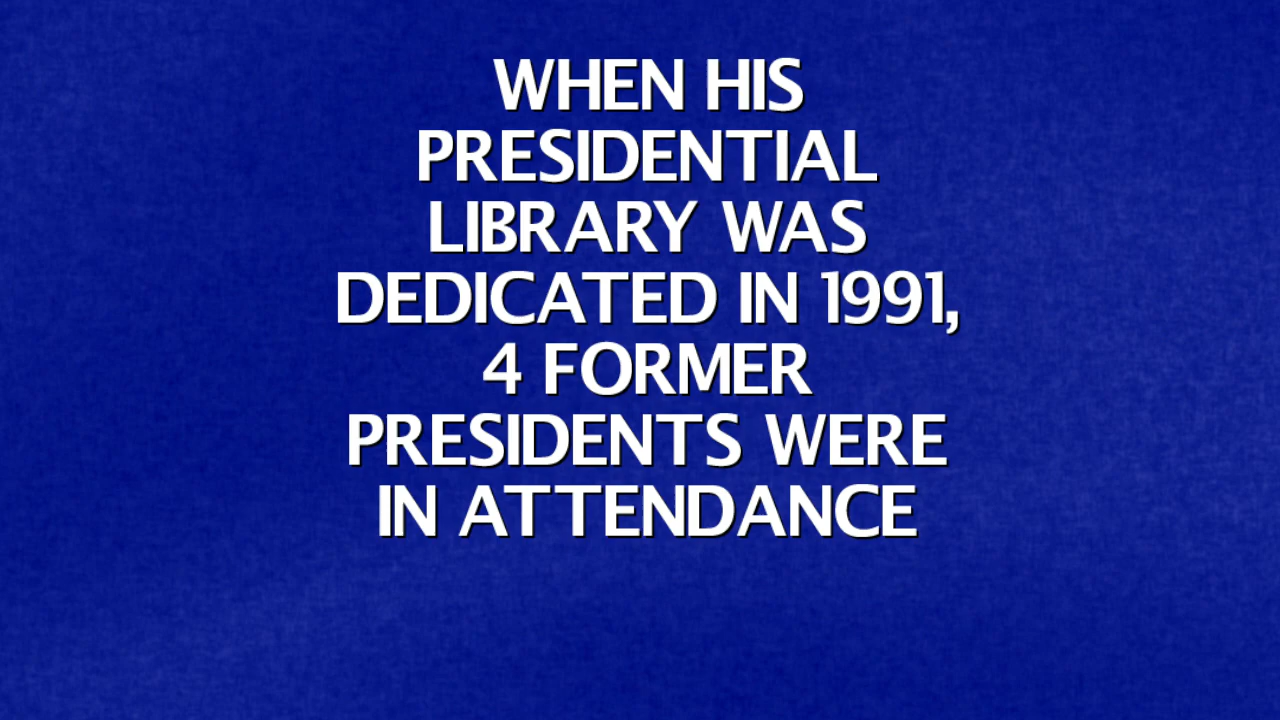 WHEN HIS
PRESIDENTIAL
LIBRARY WAS
DEDICATED IN 1991,
4 FORMER
PRESIDENTS WERE
IN ATTENDANCE